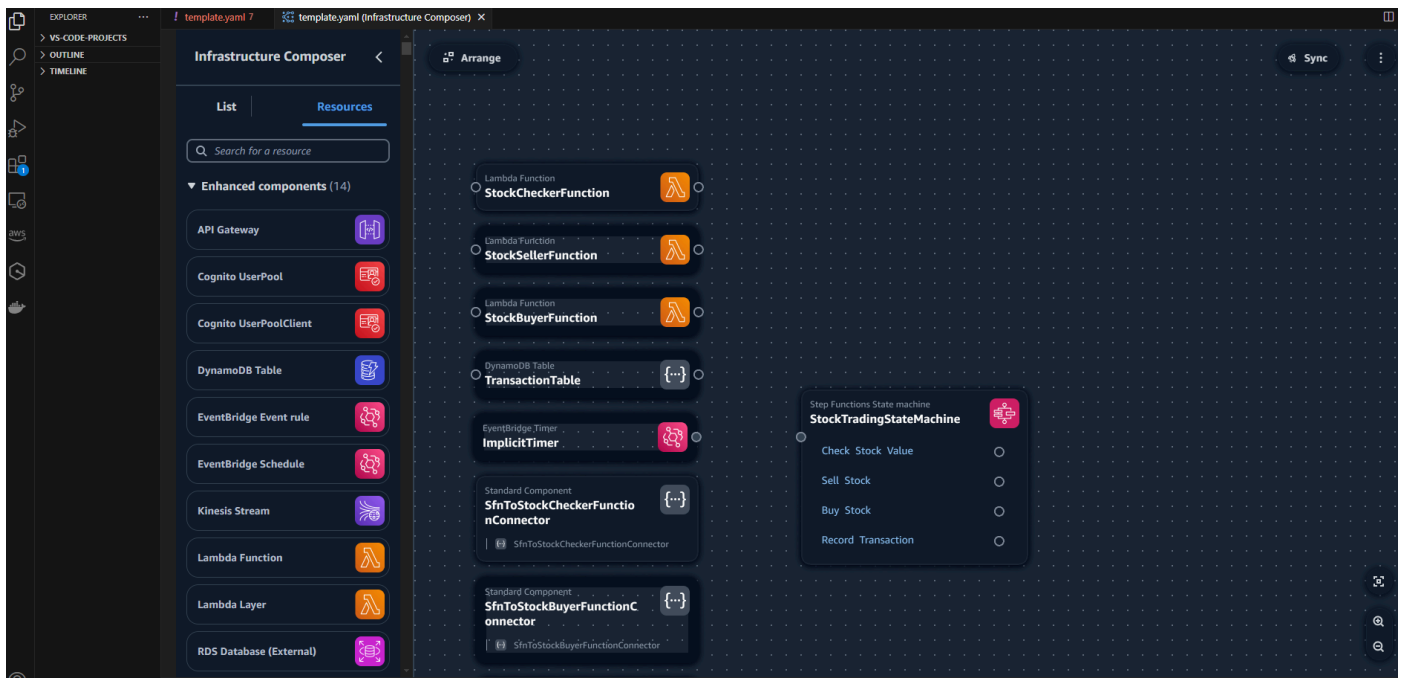 EXPLORER
template.yaml 7
template.yaml (Infrastructure Composer)
VS-CODE-PROJECTS
OUTLINE
TIMELINE
aws
1
Infrastructure Composer
List
Resources
Search for a resource
Enhanced components (14)
API Gateway
Cognito UserPool
Cognito UserPoolClient
DynamoDB Table
EventBridge Event rule
EventBridge Schedule
Kinesis Stream
Lambda Function
Lambda Layer
RDS Database (External)
Arrange
Sync
Lambda Function
StockCheckerFunction
Lambda Function
StockSellerFunction
Lambda Function
StockBuyerFunction
DynamoDB Table
TransactionTable
EventBridge Timer
ImplicitTimer
Standard Component
SfnToStockCheckerFunctio
nConnector
SfnToStockCheckerFunctionConnector
Standard Component
SfnToStockBuyerFunctionC
onnector
SfnToStockBuyerFunctionConnector
Step Functions State machine
StockTradingStateMachine
Check Stock Value
Sell Stock
Buy Stock
Record Transaction